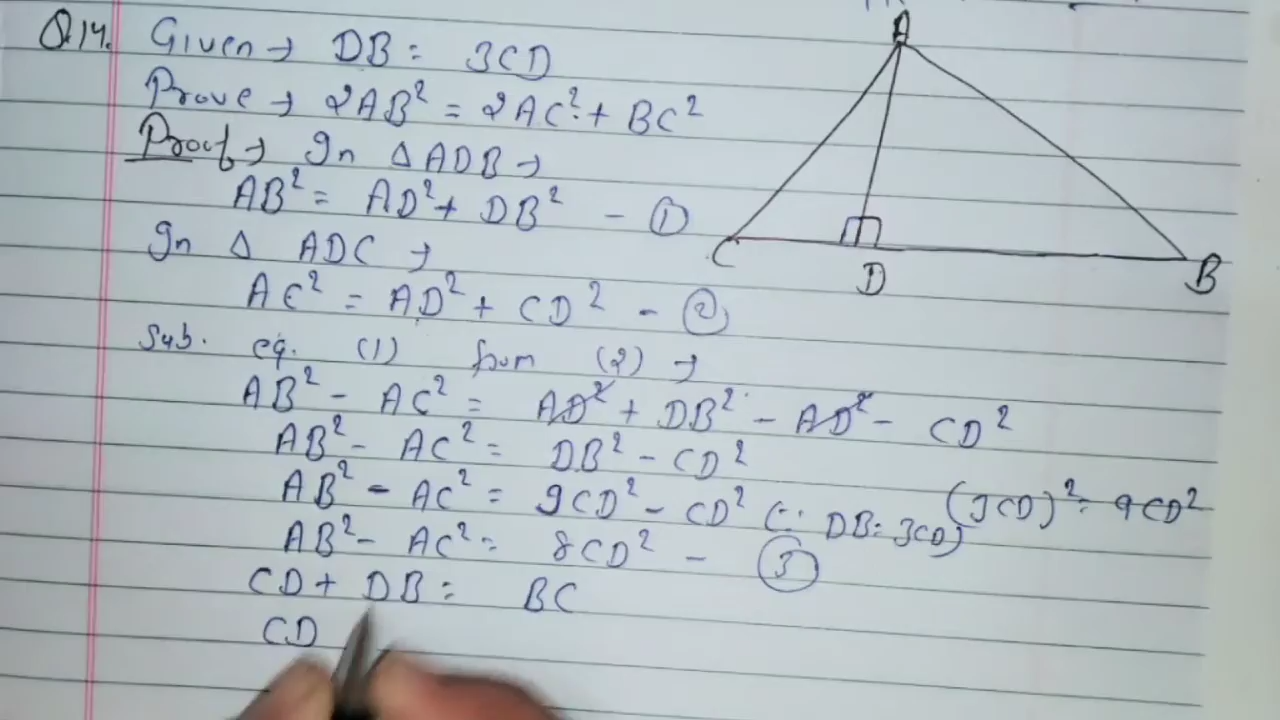 Q.14. Given → DB = 3CD
Prove → 2AB² = 2AC² + BC²
Proof → In △ADB →
AB² = AD² + DB² - ①
In △ ADC →
AC² = AD² + CD² - ②
Sub. eq. (1) from (2) →
AB² - AC² = AD² + DB² - AD² - CD²
AB² - AC² = DB² - CD²
AB² - AC² = 9CD² - CD² (∵ DB = 3CD)
(3CD)² = 9CD²
AB² - AC² = 8CD² - ③
CD + DB = BC
CD
A
C
D
B